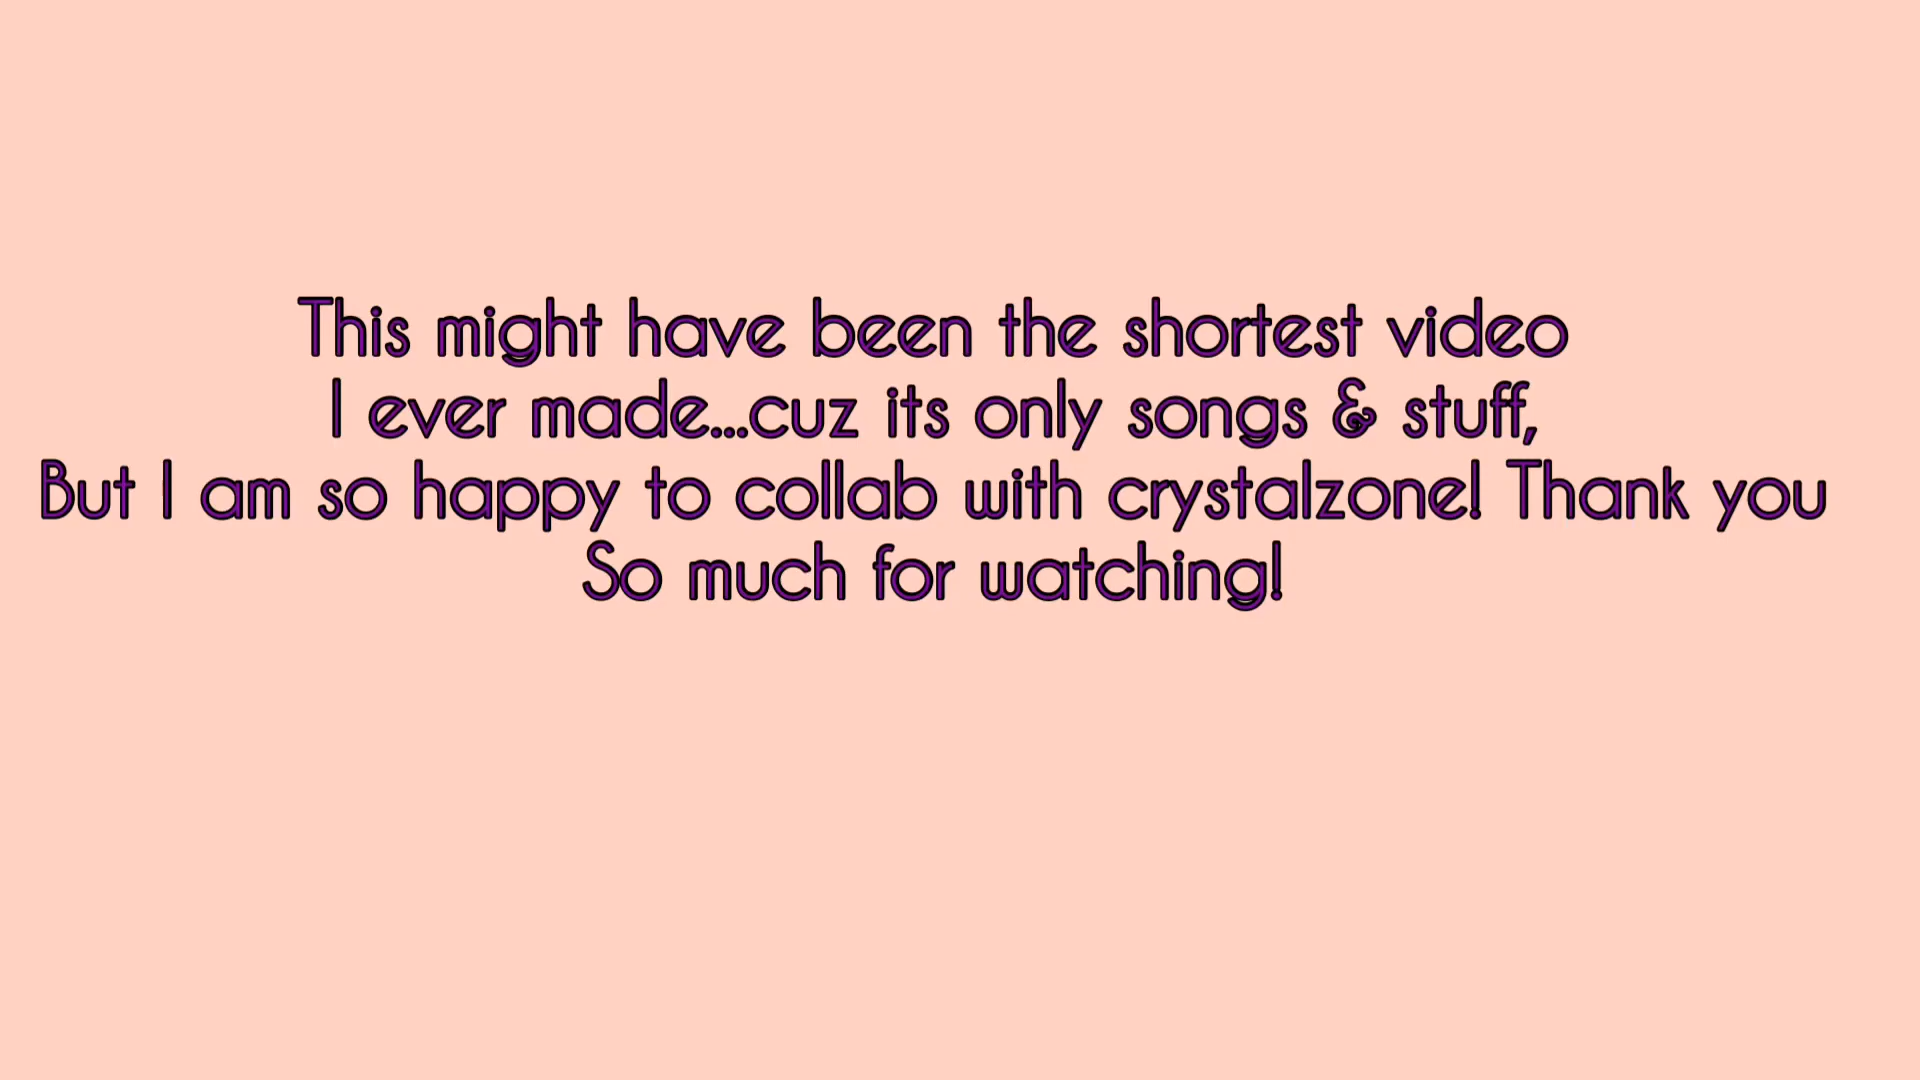 This might have been the shortest video
I ever made...cuz its only songs & stuff,
But I am so happy to collab with crystalzone! Thank you
So much for watching!